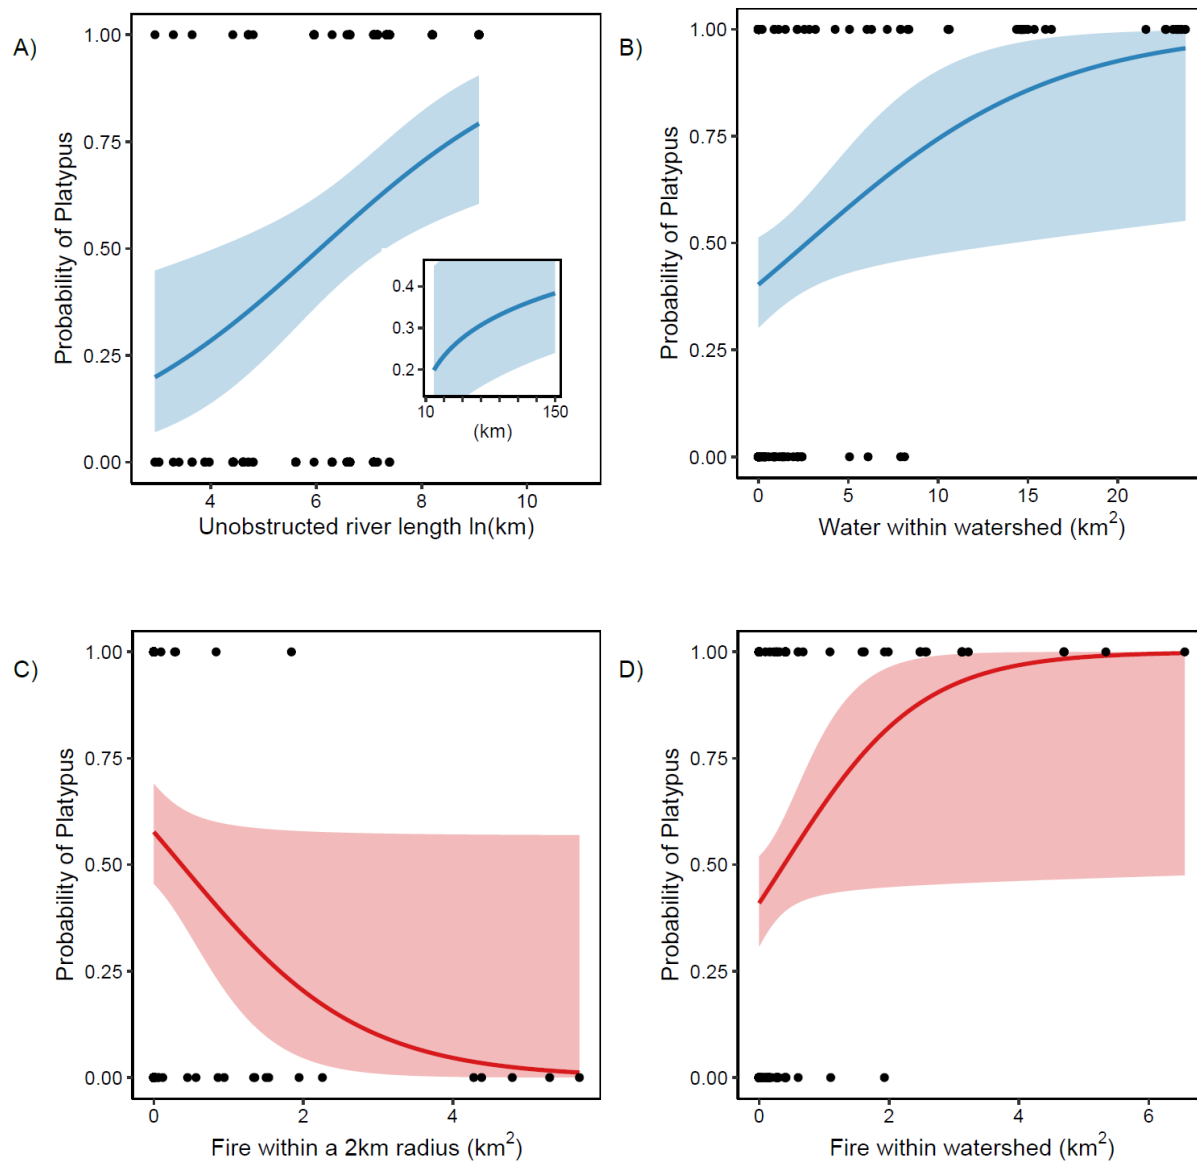 A)
Probability of Platypus
1.00
0.75
0.50
0.25
0.00
4 6 8 10
Unobstructed river length ln(km)
0.4
0.3
0.2
10 150
(km)
B)
Probability of Platypus
1.00
0.75
0.50
0.25
0.00
0 5 10 15 20
Water within watershed (km²)
C)
Probability of Platypus
1.00
0.75
0.50
0.25
0.00
0 2 4
Fire within a 2km radius (km²)
D)
Probability of Platypus
1.00
0.75
0.50
0.25
0.00
0 2 4 6
Fire within watershed (km²)